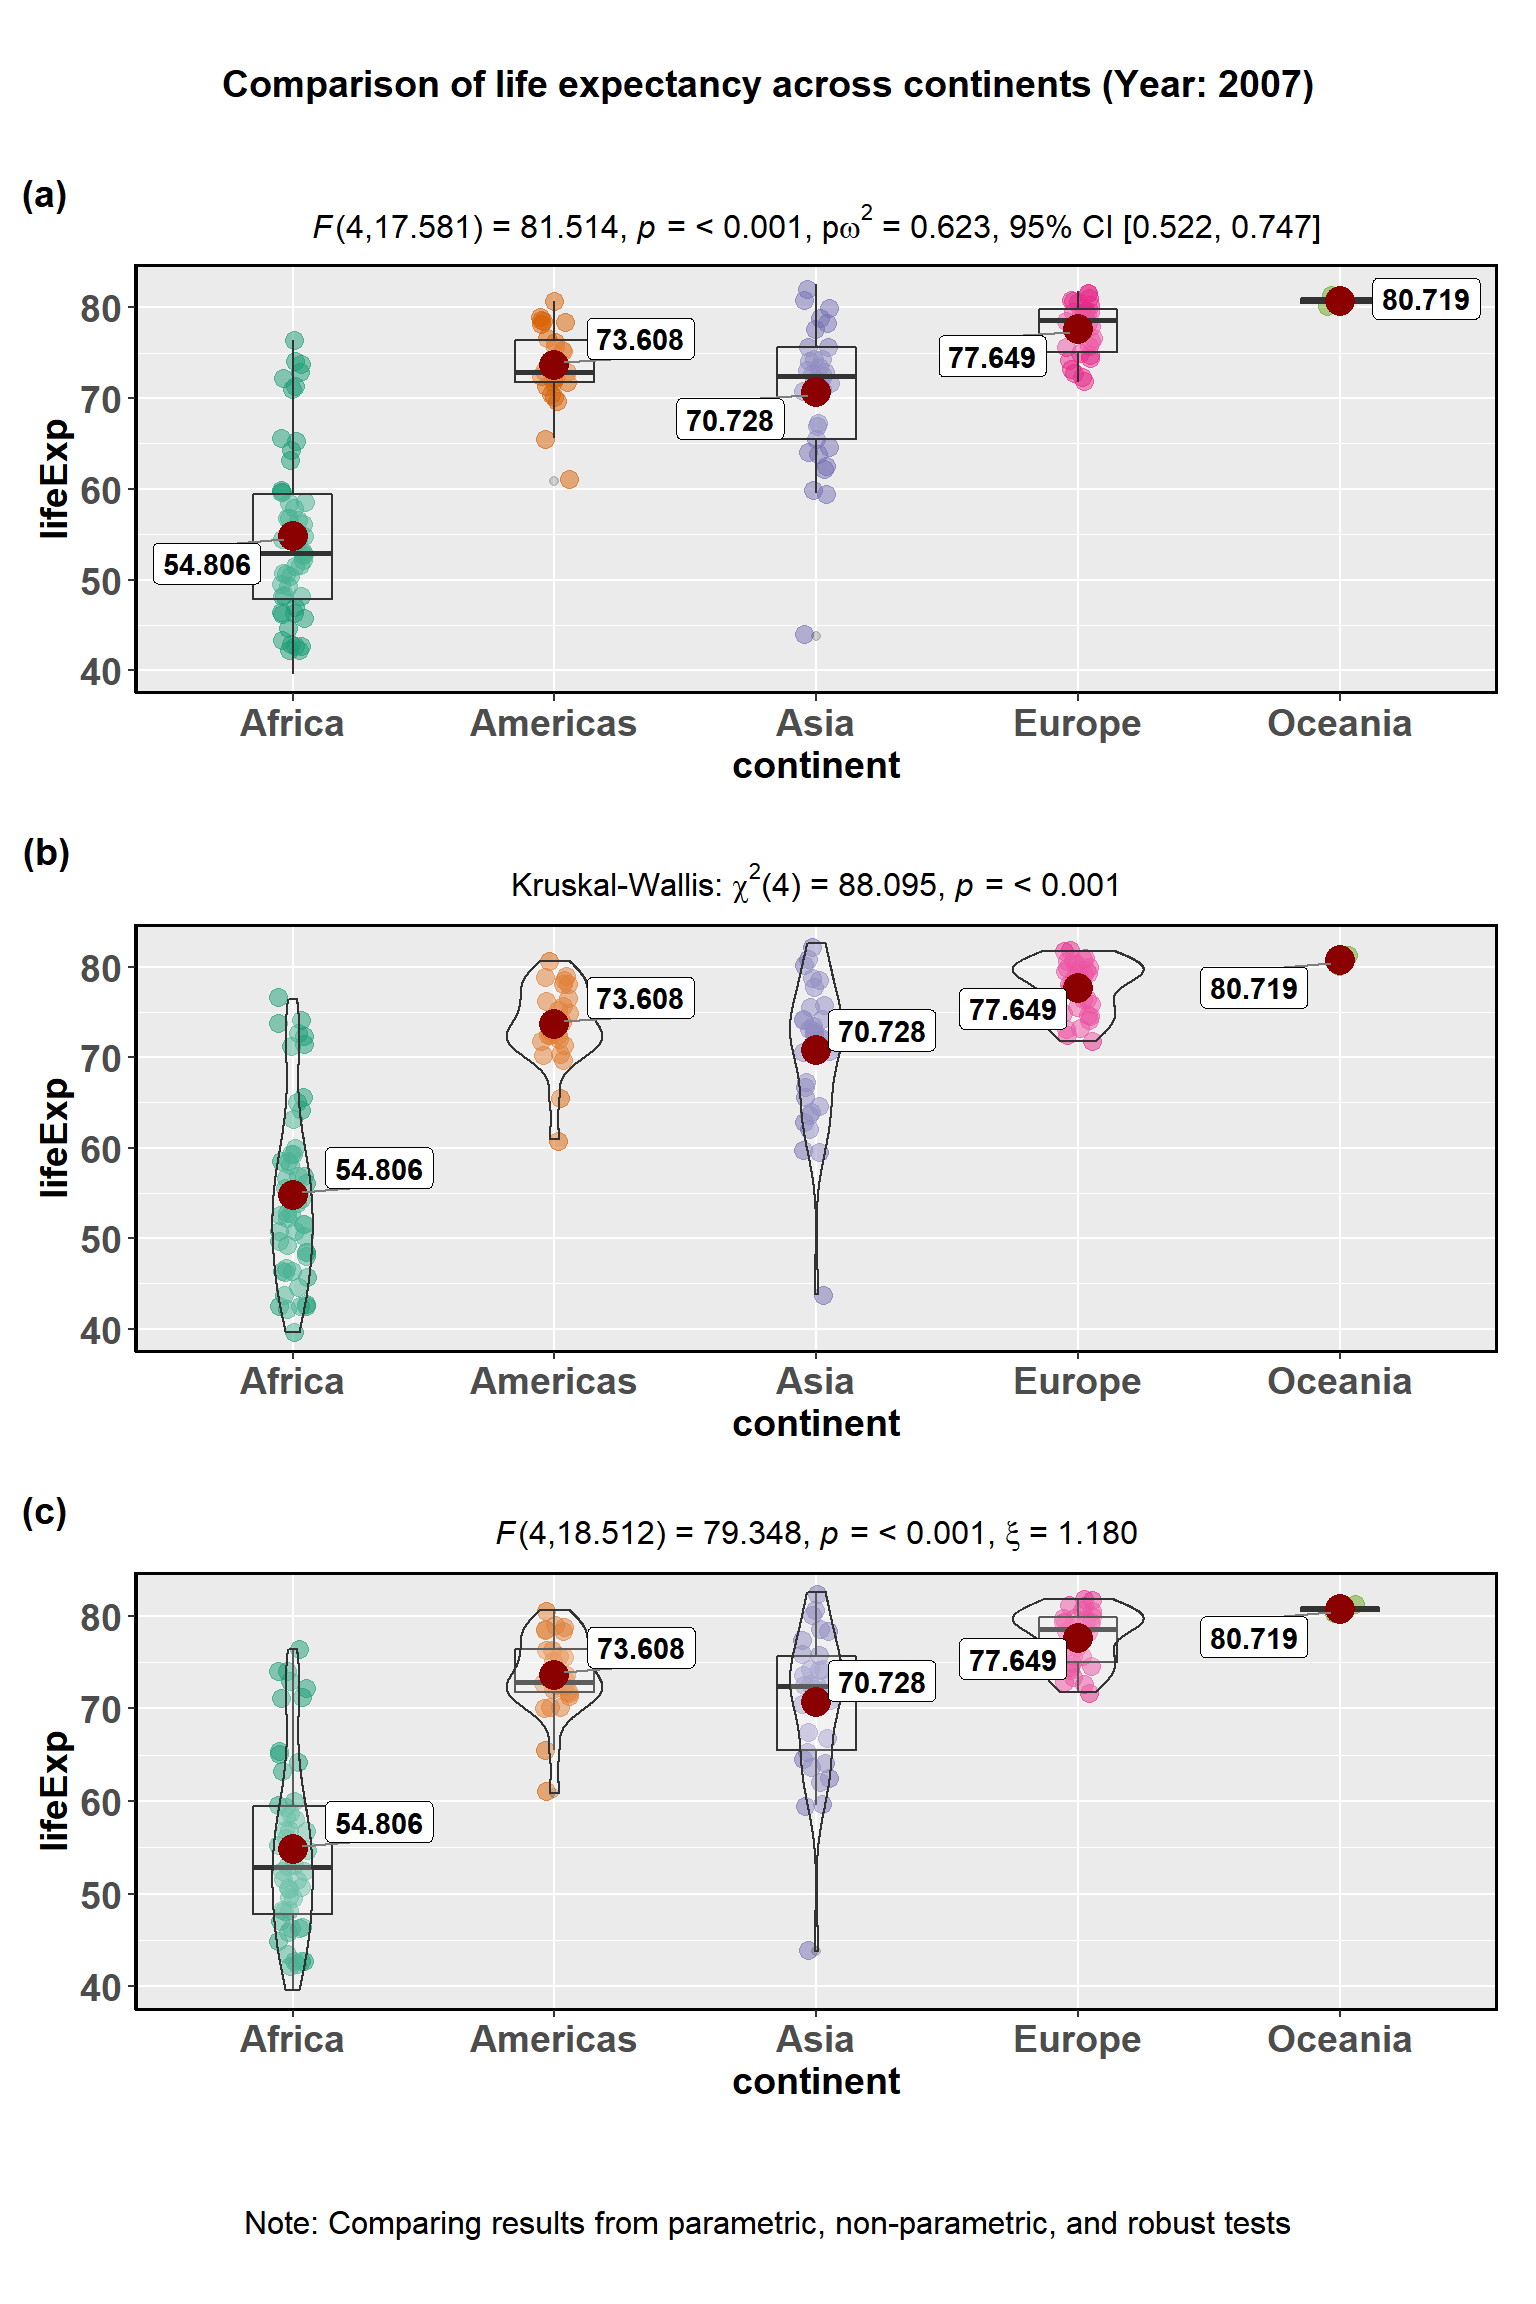 Comparison of life expectancy across continents (Year: 2007)
(a)
F(4,17.581) = 81.514, p = < 0.001, pω² = 0.623, 95% CI [0.522, 0.747]
lifeExp
80
70
60
50
40
54.806
73.608
70.728
77.649
80.719
Africa Americas Asia Europe Oceania
continent
(b)
Kruskal-Wallis: χ²(4) = 88.095, p = < 0.001
lifeExp
80
70
60
50
40
54.806
73.608
70.728
77.649
80.719
Africa Americas Asia Europe Oceania
continent
(c)
F(4,18.512) = 79.348, p = < 0.001, ξ = 1.180
lifeExp
80
70
60
50
40
54.806
73.608
70.728
77.649
80.719
Africa Americas Asia Europe Oceania
continent
Note: Comparing results from parametric, non-parametric, and robust tests